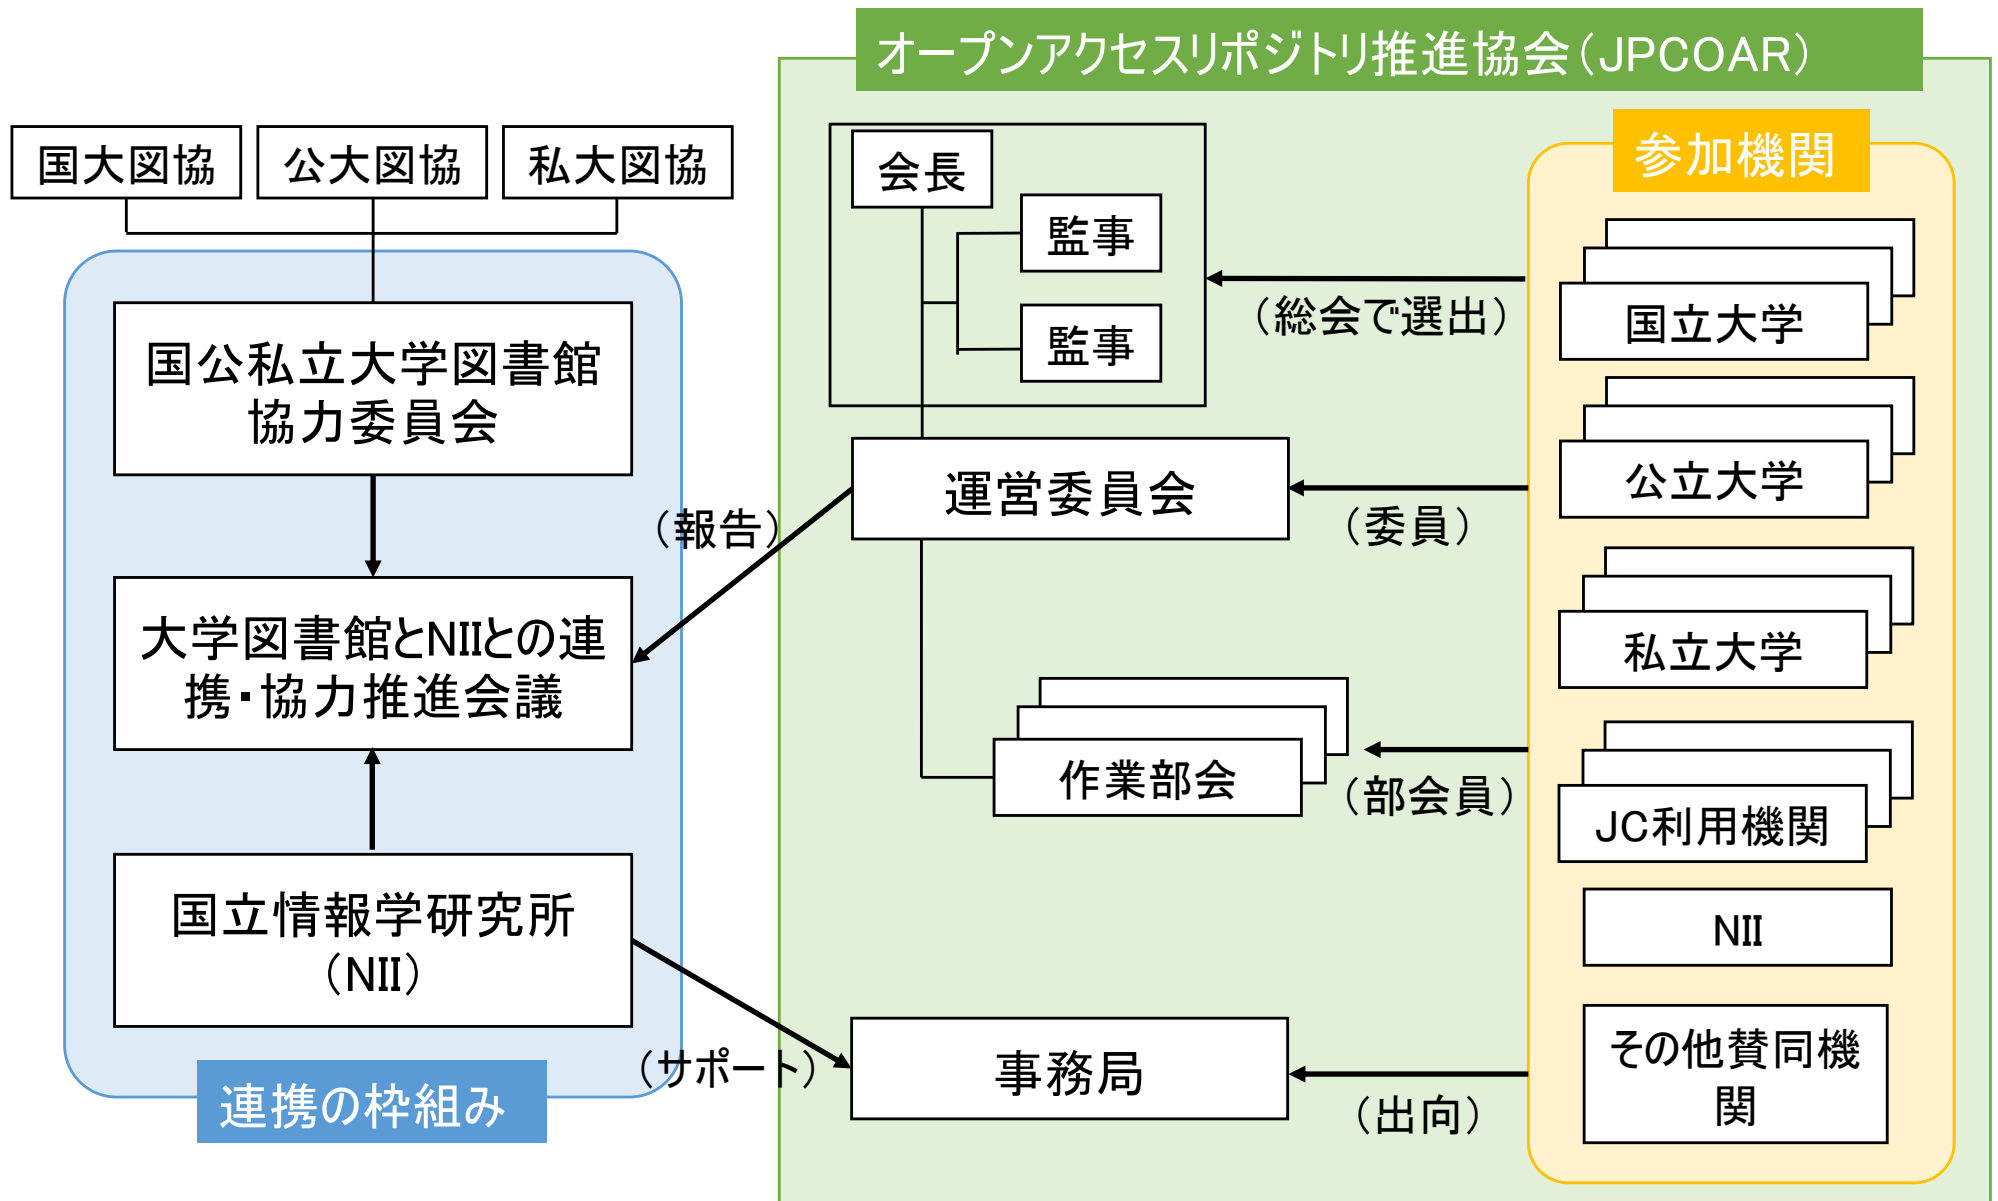 オープンアクセスリポジトリ推進協会（JPCOAR）
国大図協
公大図協
私大図協
国公私立大学図書館
協力委員会
大学図書館とNIIとの連
携・協力推進会議
国立情報学研究所
（NII）
連携の枠組み
（報告）
（サポート）
会長
監事
監事
運営委員会
作業部会
事務局
（総会で選出）
（委員）
（部会員）
（出向）
参加機関
国立大学
公立大学
私立大学
JC利用機関
NII
その他賛同機
関